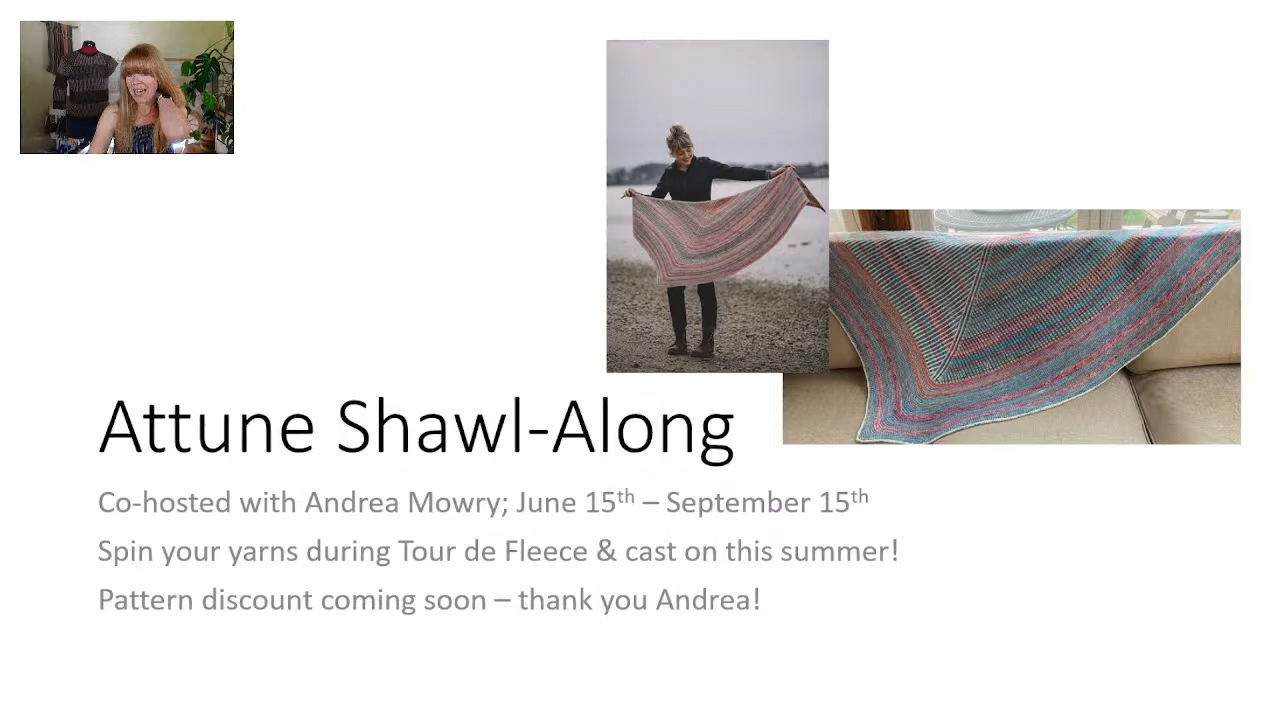 Attune Shawl-Along
Co-hosted with Andrea Mowry; June 15th – September 15th
Spin your yarns during Tour de Fleece & cast on this summer!
Pattern discount coming soon – thank you Andrea!